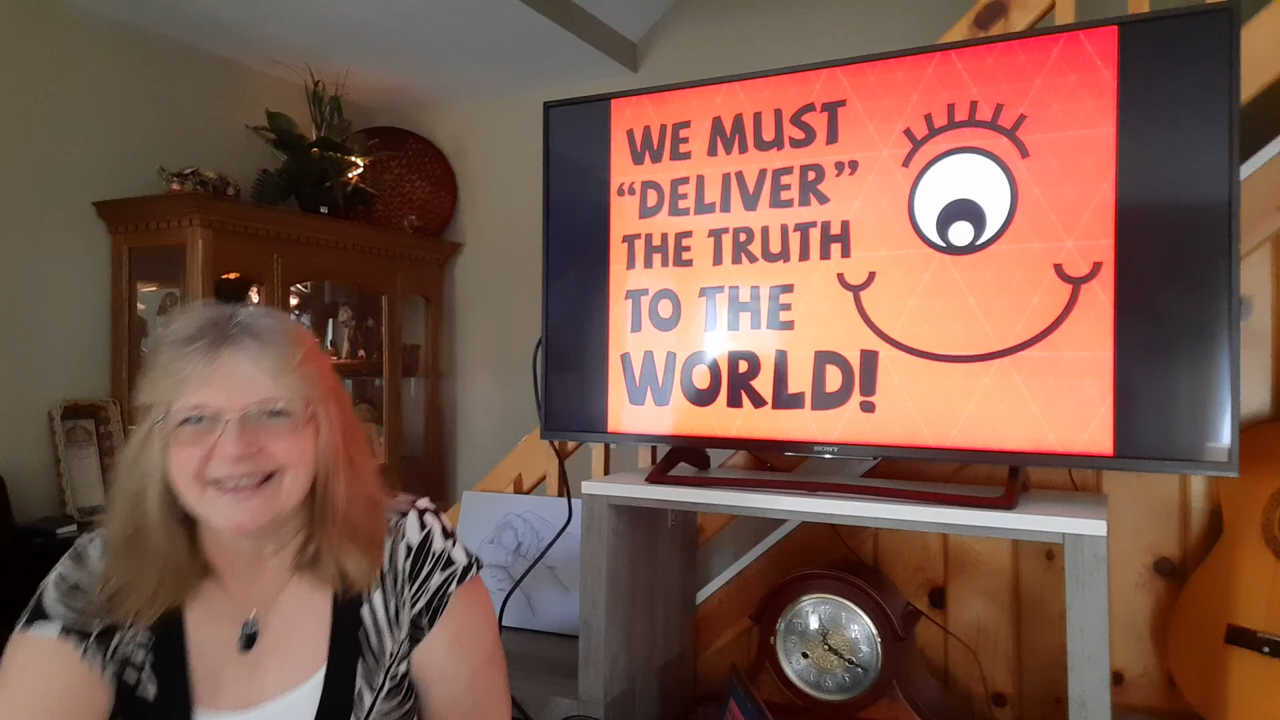 WE MUST
“DELIVER”
THE TRUTH
TO THE
WORLD!
SONY